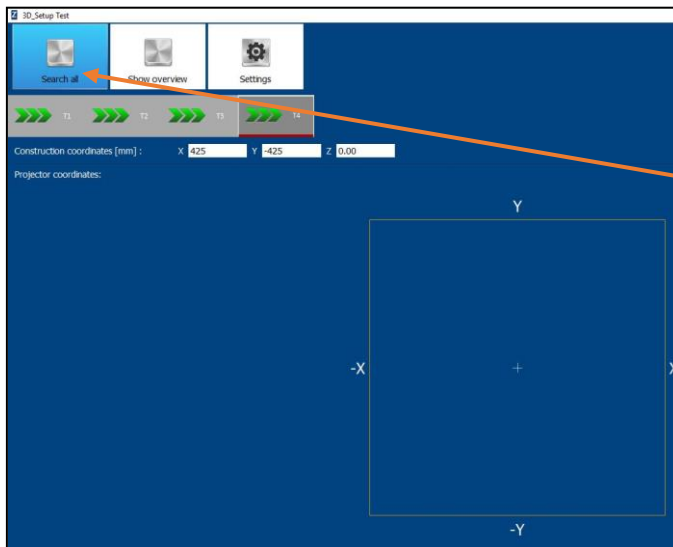 3D_Setup Test
Search all Show overview Settings
T1 T2 T3 T4
Construction coordinates [mm] : X 425 Y -425 Z 0.00
Projector coordinates:
Y
-X X
-Y